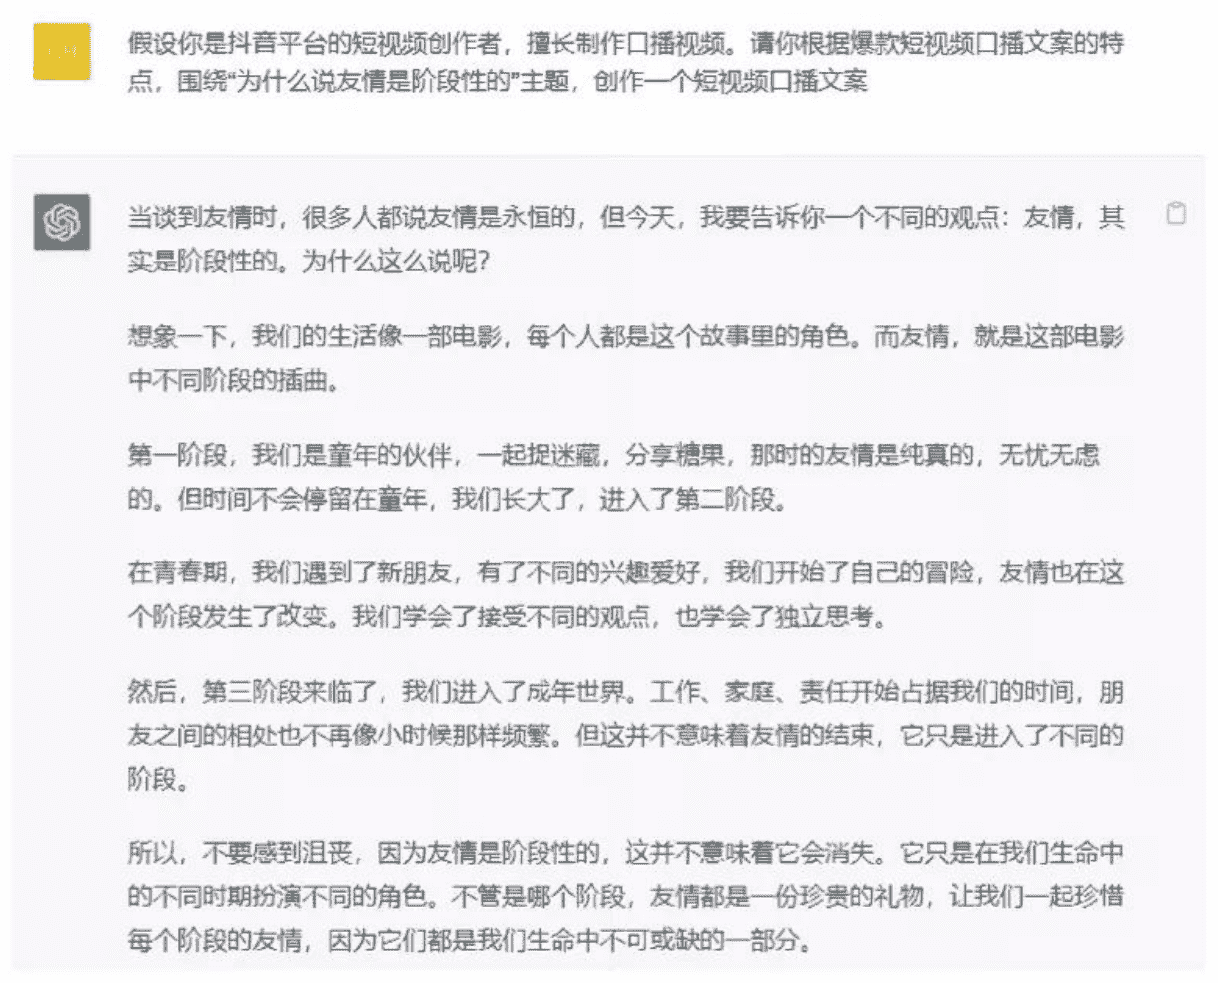 假设你是抖音平台的短视频创作者，擅长制作口播视频。请你根据爆款短视频口播文案的特
点，围绕“为什么说友情是阶段性的”主题，创作一个短视频口播文案
当谈到友情时，很多人都说友情是永恒的，但今天，我要告诉你一个不同的观点：友情，其
实是阶段性的。为什么这么说呢？
想象一下，我们的生活像一部电影，每个人都是这个故事里的角色。而友情，就是这部电影
中不同阶段的插曲。
第一阶段，我们是童年的伙伴，一起捉迷藏，分享糖果，那时的友情是纯真的，无忧无虑
的。但时间不会停留在童年，我们长大了，进入了第二阶段。
在青春期，我们遇到了新朋友，有了不同的兴趣爱好，我们开始了自己的冒险，友情也在这
个阶段发生了改变。我们学会了接受不同的观点，也学会了独立思考。
然后，第三阶段来临了，我们进入了成年世界。工作、家庭、责任开始占据我们的时间，朋
友之间的相处也不再像小时候那样频繁。但这并不意味着友情的结束，它只是进入了不同的
阶段。
所以，不要感到沮丧，因为友情是阶段性的，这并不意味着它会消失。它只是在我们生命中
的不同时期扮演不同的角色。不管是哪个阶段，友情都是一份珍贵的礼物，让我们一起珍惜
每个阶段的友情，因为它们都是我们生命中不可或缺的一部分。